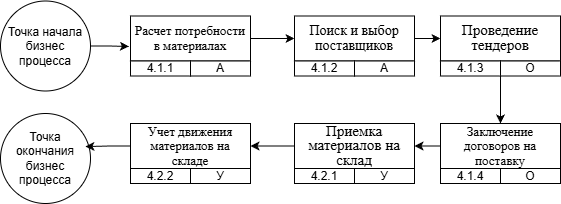 Точка начала
бизнес
процесса
Расчет потребности
в материалах
4.1.1
А
Поиск и выбор
поставщиков
4.1.2
А
Проведение
тендеров
4.1.3
О
Заключение
договоров на
поставку
4.1.4
О
Приемка
материалов на
склад
4.2.1
У
Учет движения
материалов на
складе
4.2.2
У
Точка
окончания
бизнес
процесса